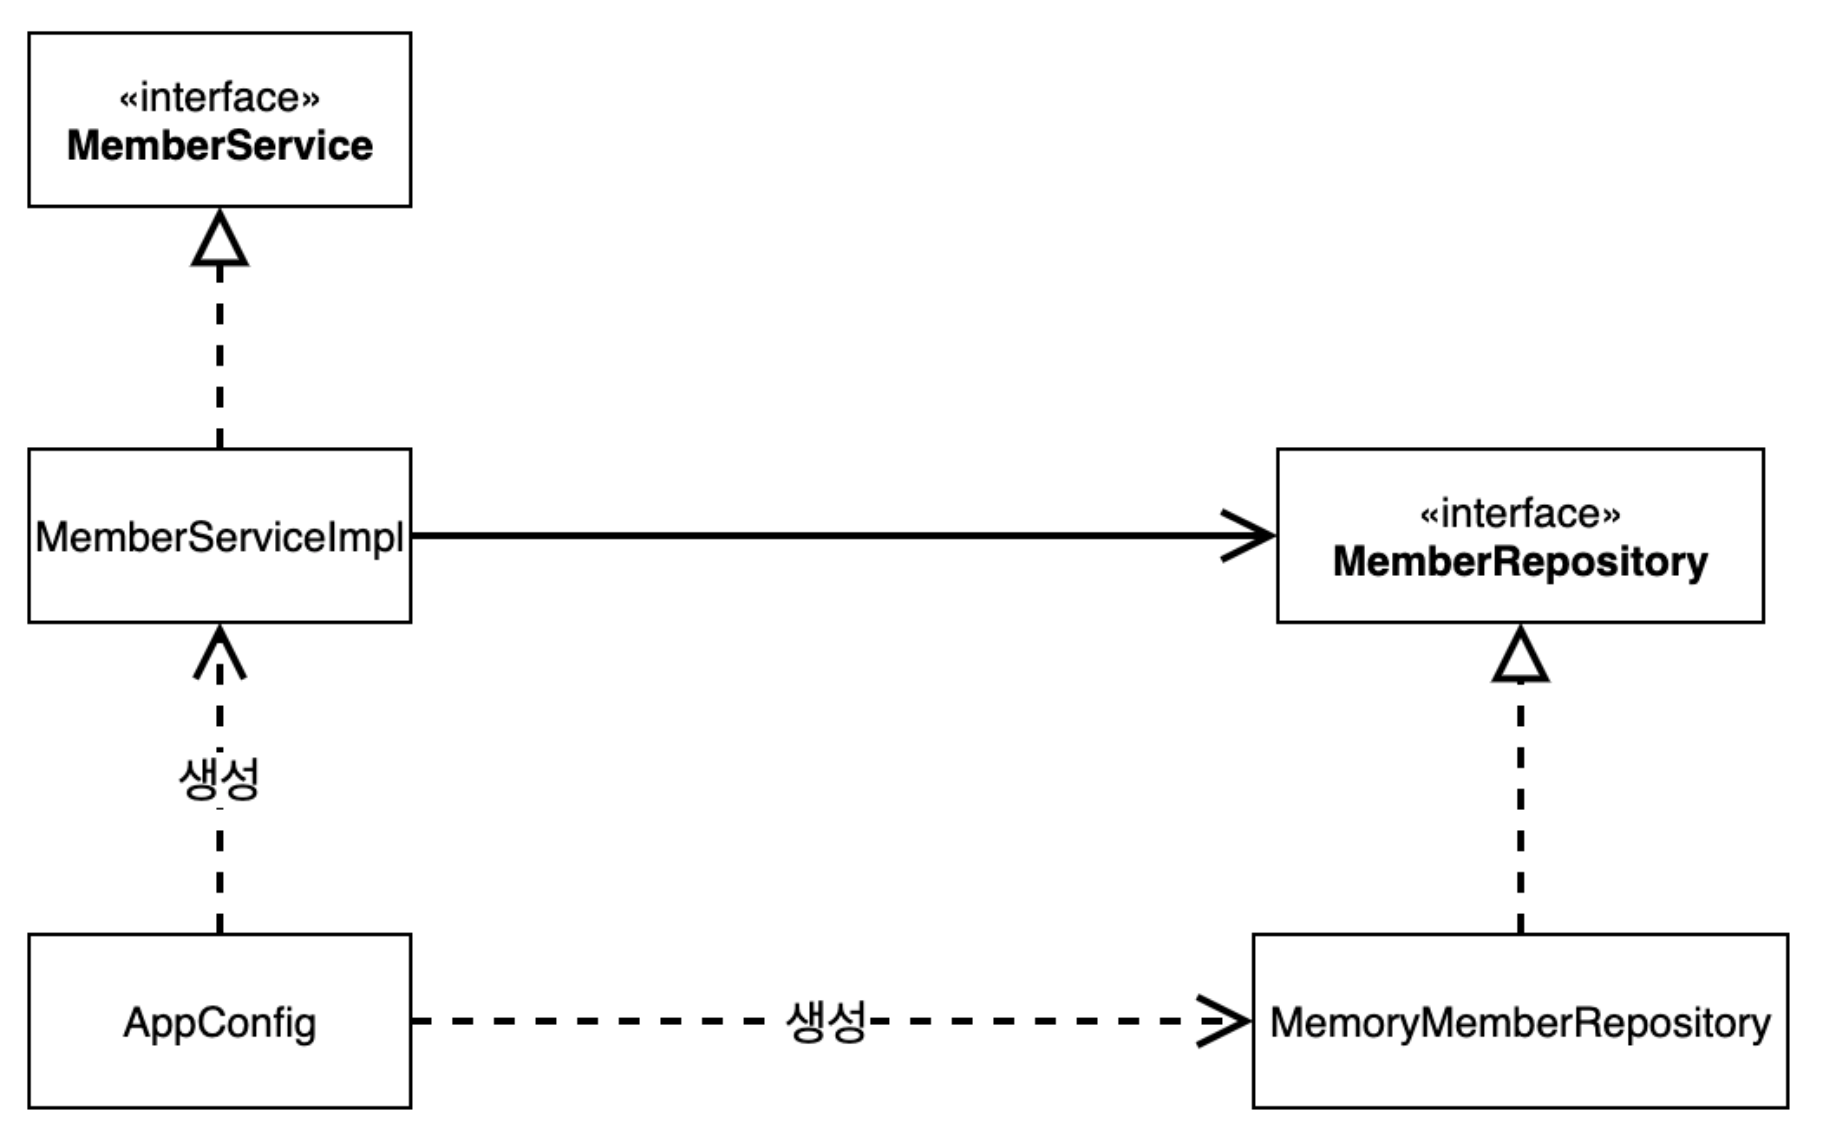 «interface»
MemberService
MemberServiceImpl
«interface»
MemberRepository
생성
AppConfig
생성
MemoryMemberRepository